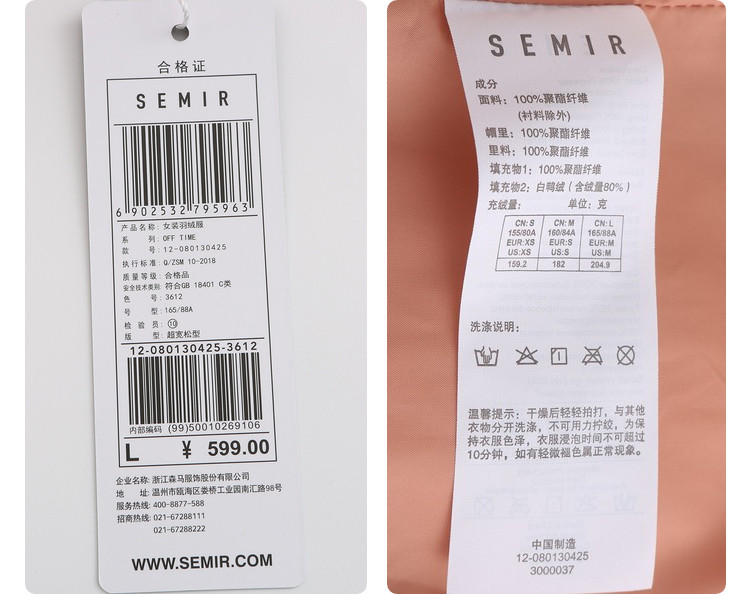 合格证
SEMIR
6 902532 795963
产品名称: 女装羽绒服
系 列: OFF TIME
款 号: 12-080130425
执行标准: Q/ZSM 10-2018
质量等级: 合格品
安全技术类别: 符合GB 18401 C类
色 号: 3612
号 型: 165/88A
检 验 员: ⑩
版 型: 超宽松型
12-080130425-3612
内部编码 (99)50010269106
L ¥ 599.00
企业名称: 浙江森马服饰股份有限公司
地 址: 温州市瓯海区娄桥工业园南汇路98号
服务热线: 400-8877-588
招商热线: 021-67288111
021-67288222
WWW.SEMIR.COM
SEMIR
成分
面料: 100%聚酯纤维
(衬料除外)
帽里: 100%聚酯纤维
里料: 100%聚酯纤维
填充物1: 100%聚酯纤维
填充物2: 白鸭绒(含绒量80%)
充绒量: 单位: 克
CN: S CN: M CN: L
155/80A 160/84A 165/88A
EUR:XS EUR:S EUR:M
US:XS US:S US:M
159.2 182 204.9
洗涤说明:
温馨提示: 干燥后轻轻拍打, 与其他
衣物分开洗涤, 不可用力拧绞, 为保
持衣服色泽, 衣服浸泡时间不可超过
10分钟, 如有轻微褪色属正常现象。
中国制造
12-080130425
3000037